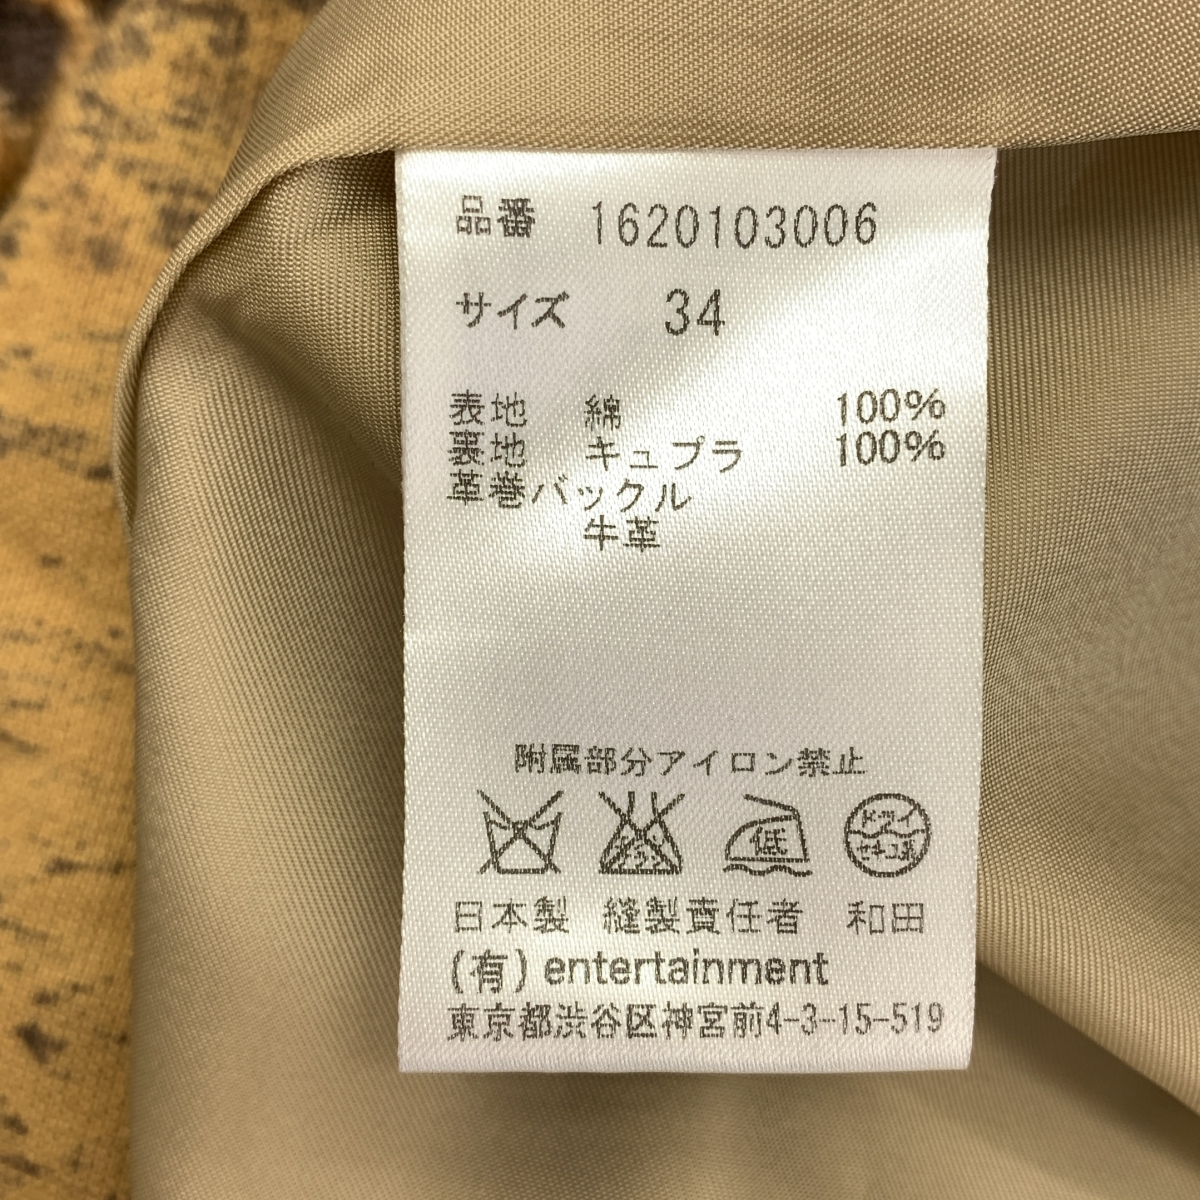 品番 1620103006
サイズ 34
表地 綿 100%
裏地 キュプラ 100%
革巻バックル
牛革
附属部分アイロン禁止
低
ドライ
セキユ系
日本製 縫製責任者 和田
(有) entertainment
東京都渋谷区神宮前4-3-15-519